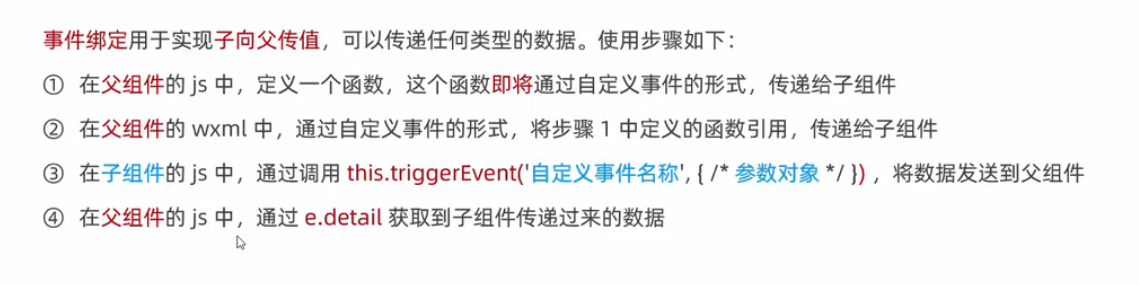 事件绑定用于实现子向父传值，可以传递任何类型的数据。使用步骤如下：
① 在父组件的 js 中，定义一个函数，这个函数即将通过自定义事件的形式，传递给子组件
② 在父组件的 wxml 中，通过自定义事件的形式，将步骤 1 中定义的函数引用，传递给子组件
③ 在子组件的 js 中，通过调用 this.triggerEvent('自定义事件名称', { /* 参数对象 */ }) ，将数据发送到父组件
④ 在父组件的 js 中，通过 e.detail 获取到子组件传递过来的数据